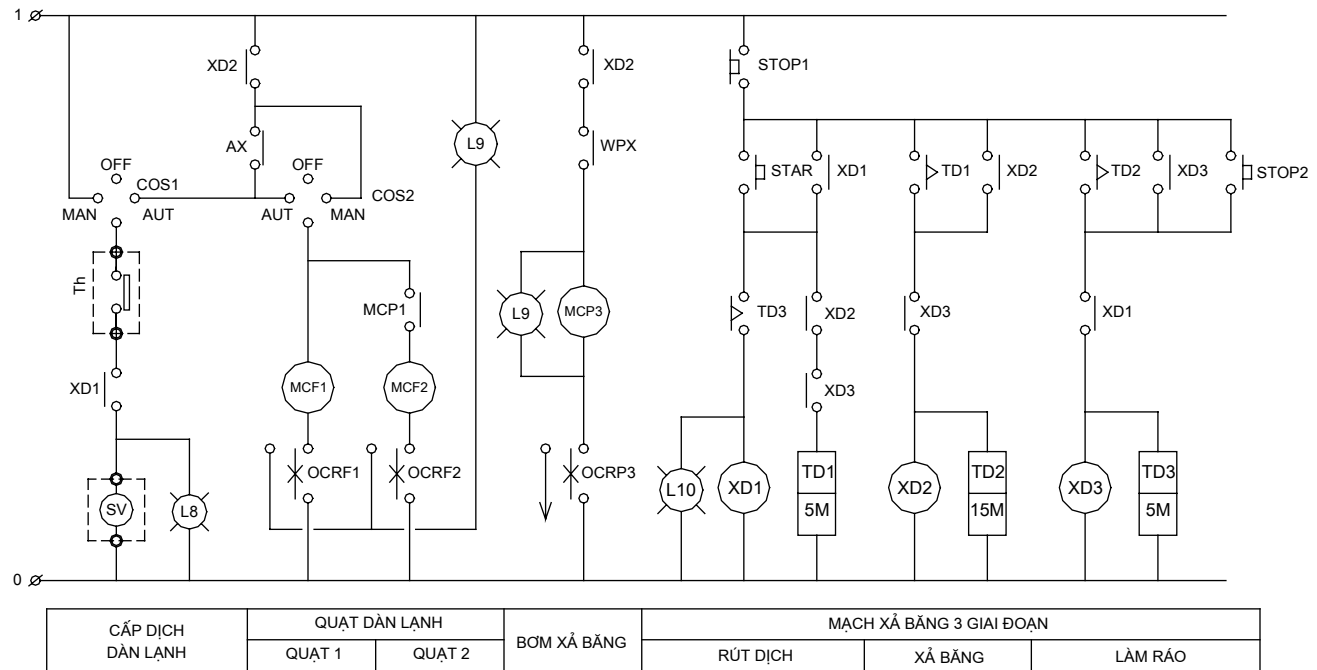 1
XD2
XD2
STOP1
AX
L9
WPX
OFF
OFF
STAR
XD1
TD1
XD2
TD2
XD3
STOP2
COS1
COS2
MAN
AUT
AUT
MAN
Th
MCP1
L9
MCP3
TD3
XD2
XD3
XD1
XD1
MCF1
MCF2
XD3
OCRF1
OCRF2
OCRP3
SV
L8
L10
XD1
TD1
5M
XD2
TD2
15M
XD3
TD3
5M
0
CẤP DỊCH
DÀN LẠNH
QUẠT DÀN LẠNH
QUẠT 1
QUẠT 2
BƠM XẢ BĂNG
MẠCH XẢ BĂNG 3 GIAI ĐOẠN
RÚT DỊCH
XẢ BĂNG
LÀM RÁO